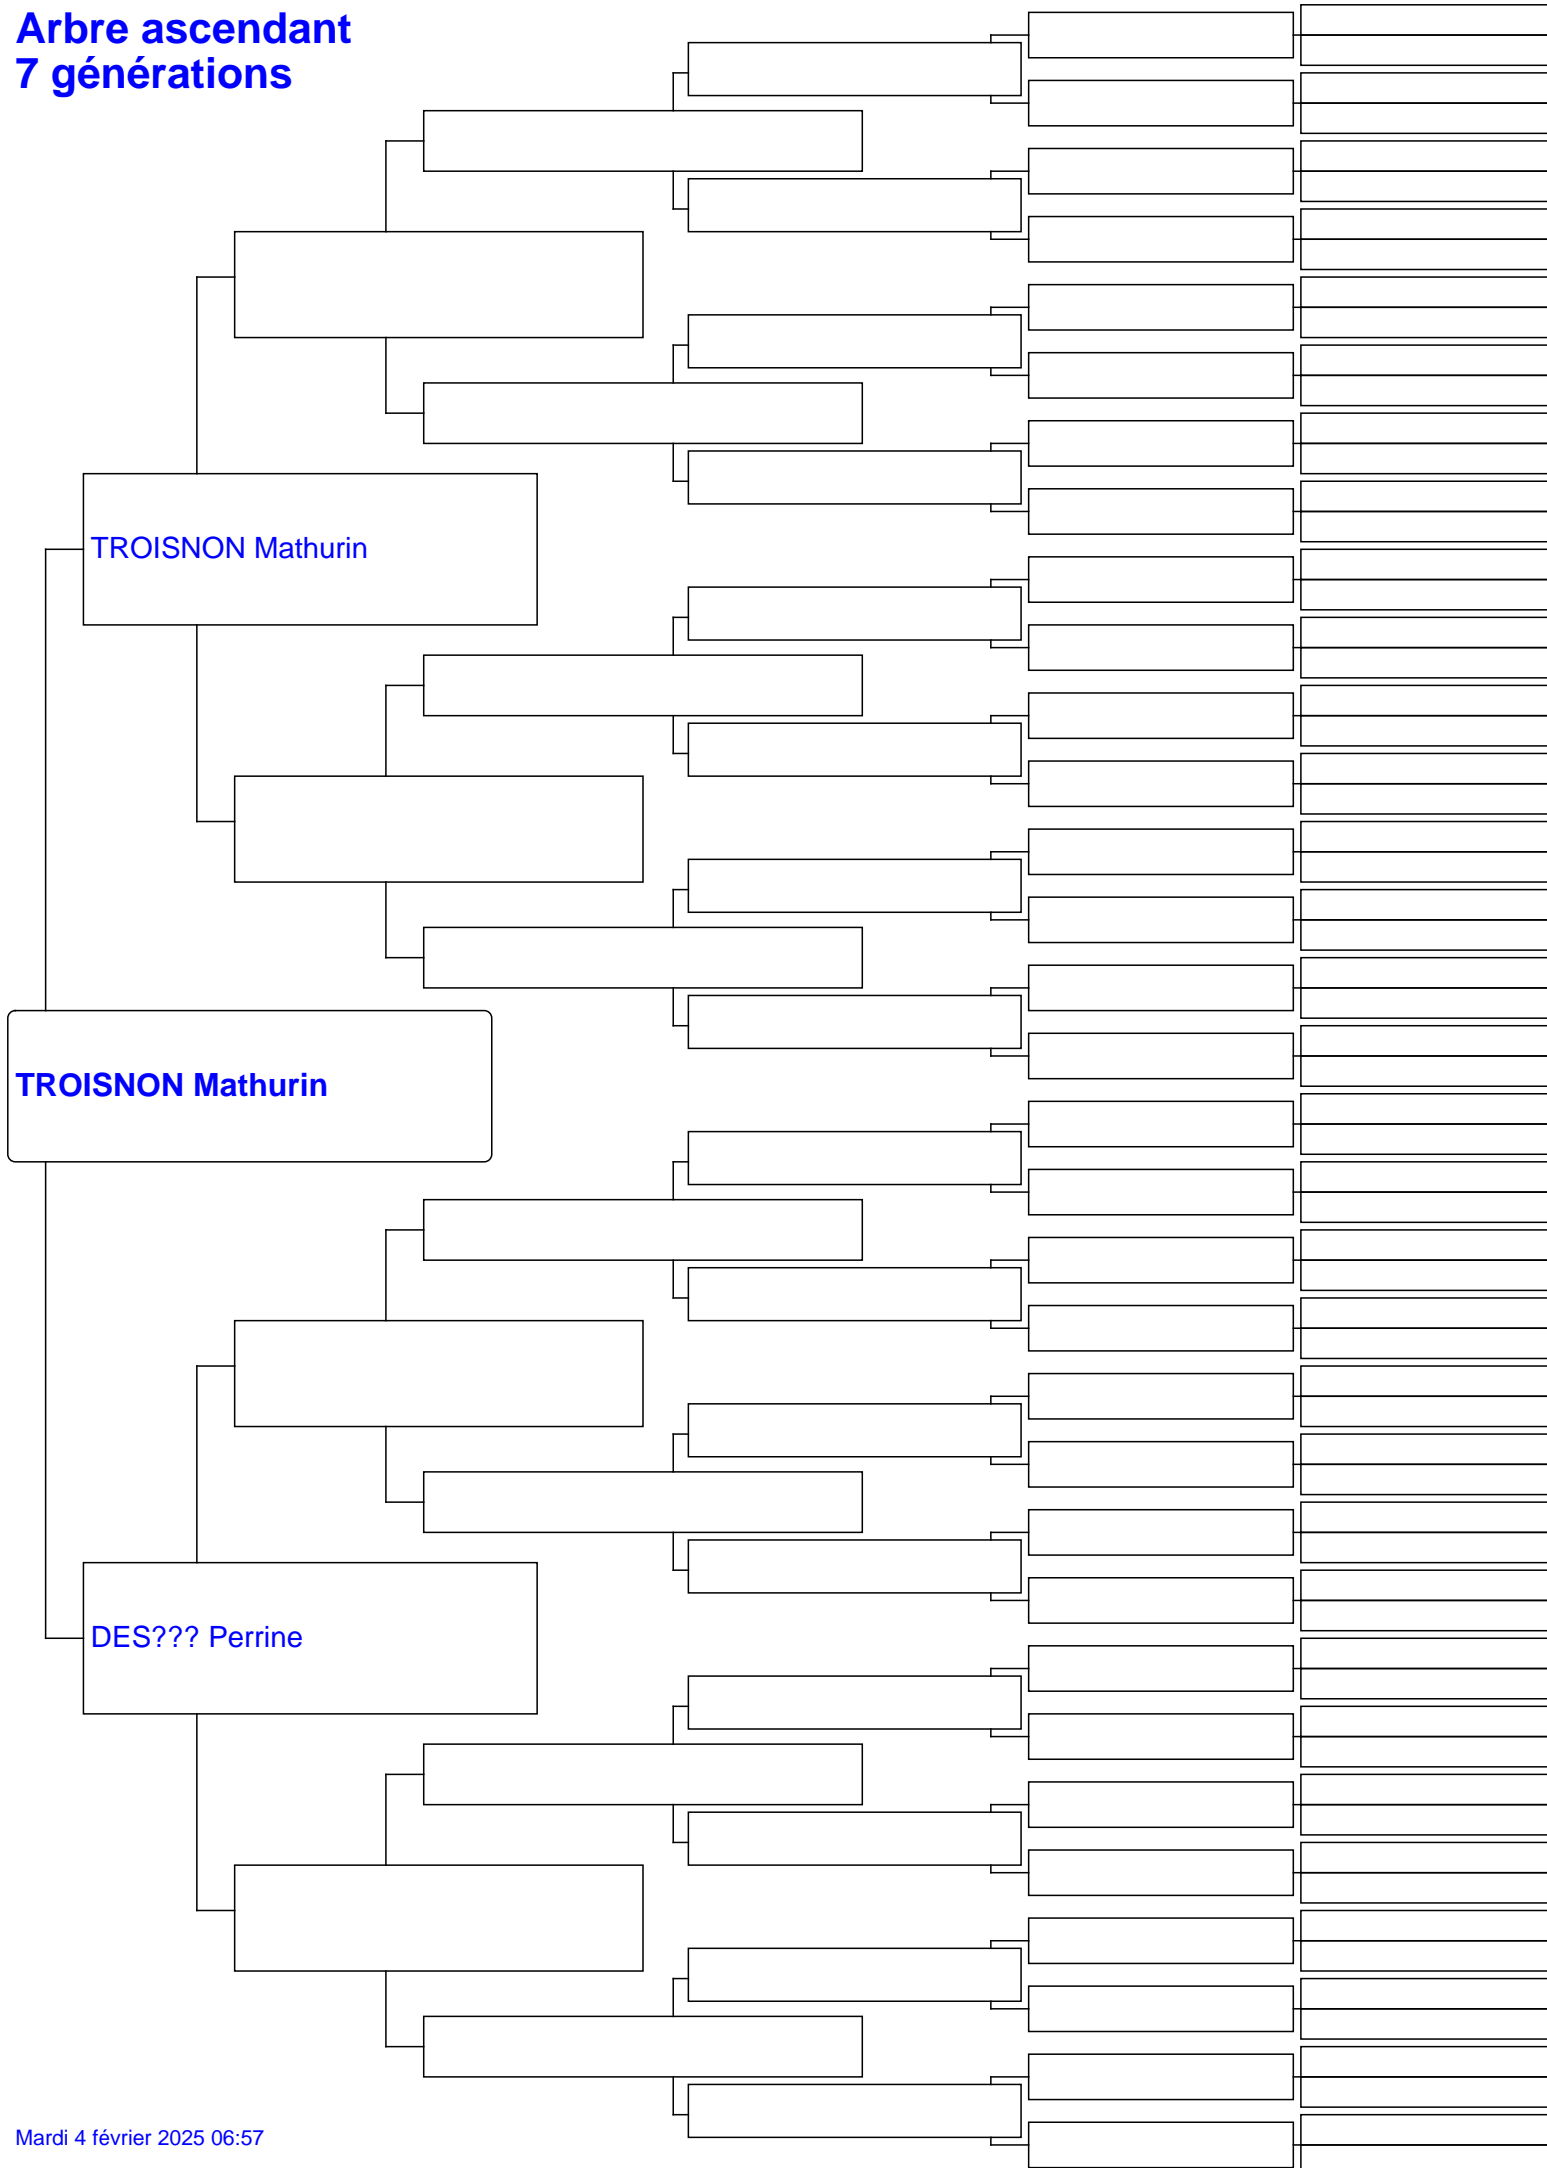 Arbre ascendant
7 générations
TROISNON Mathurin
TROISNON Mathurin
DES??? Perrine
Mardi 4 février 2025 06:57